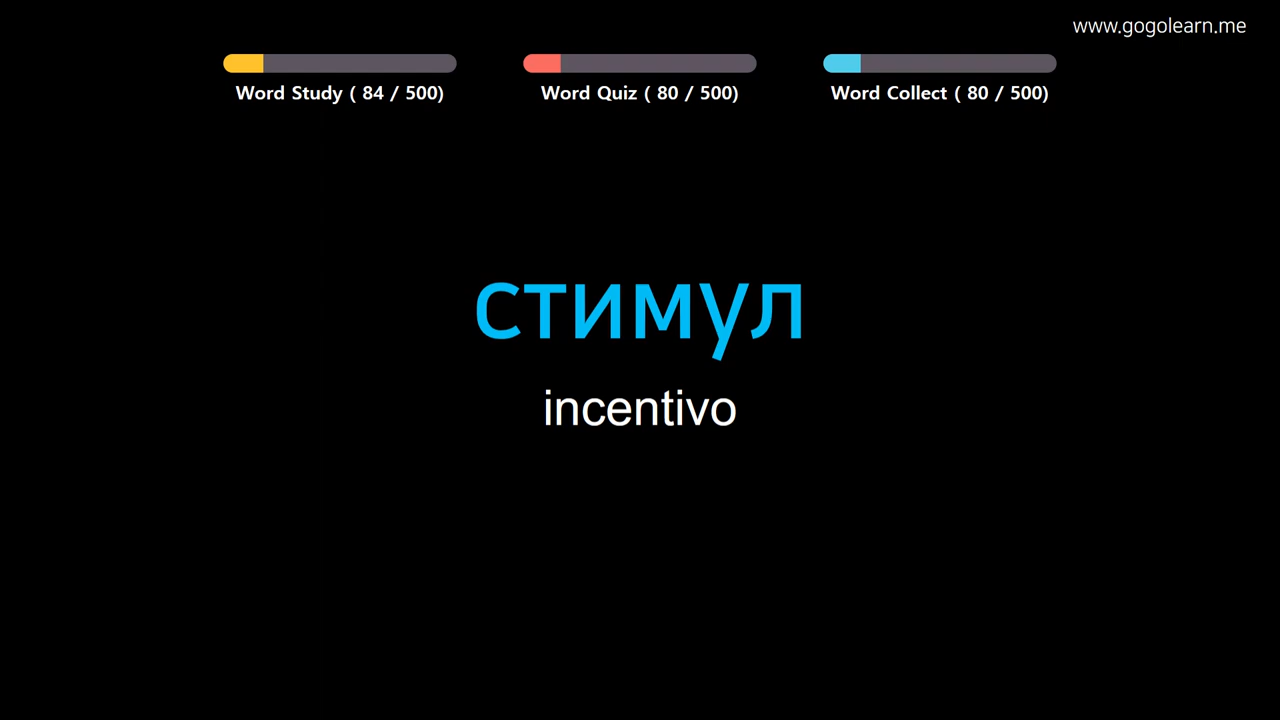 www.gogolearn.me
Word Study ( 84 / 500)
Word Quiz ( 80 / 500)
Word Collect ( 80 / 500)
стимул
incentivo